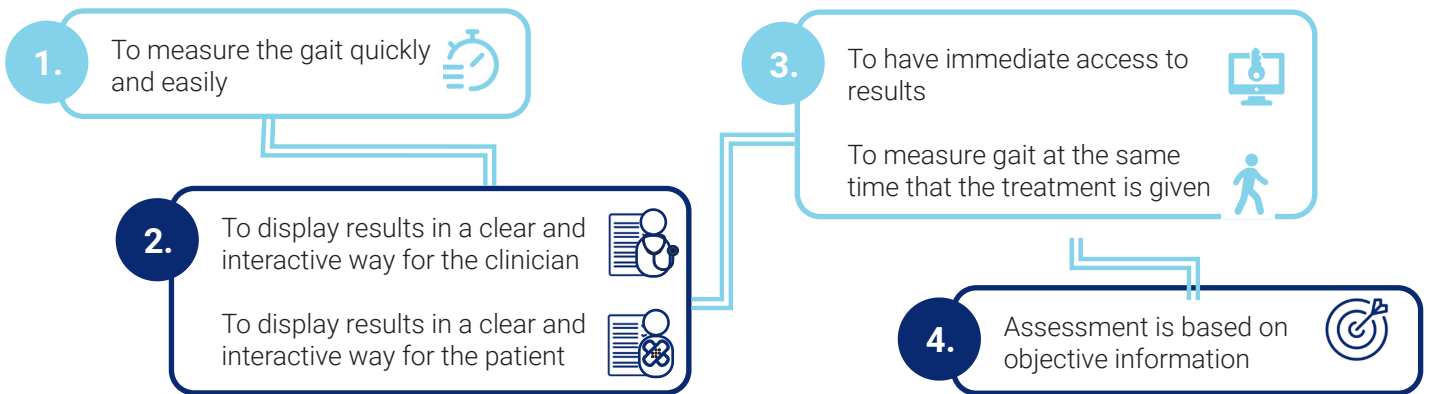 1.
To measure the gait quickly
and easily
2.
To display results in a clear and
interactive way for the clinician
To display results in a clear and
interactive way for the patient
3.
To have immediate access to
results
To measure gait at the same
time that the treatment is given
4.
Assessment is based on
objective information